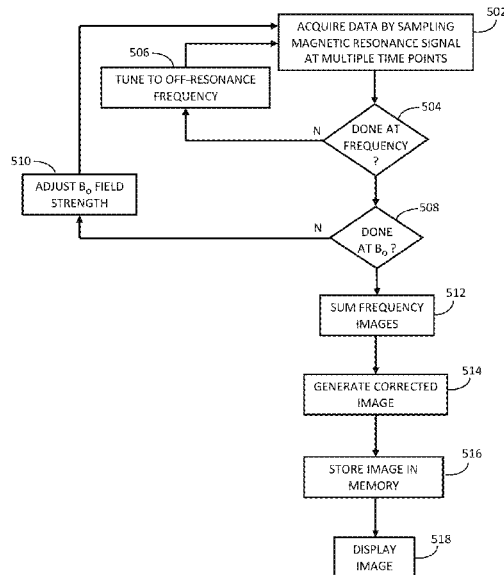 502
ACQUIRE DATA BY SAMPLING
MAGNETIC RESONANCE SIGNAL
AT MULTIPLE TIME POINTS
506
TUNE TO OFF-RESONANCE
FREQUENCY
504
N
DONE AT
FREQUENCY
?
510
ADJUST B₀ FIELD
STRENGTH
508
N
DONE
AT B₀ ?
512
SUM FREQUENCY
IMAGES
514
GENERATE CORRECTED
IMAGE
516
STORE IMAGE IN
MEMORY
518
DISPLAY
IMAGE